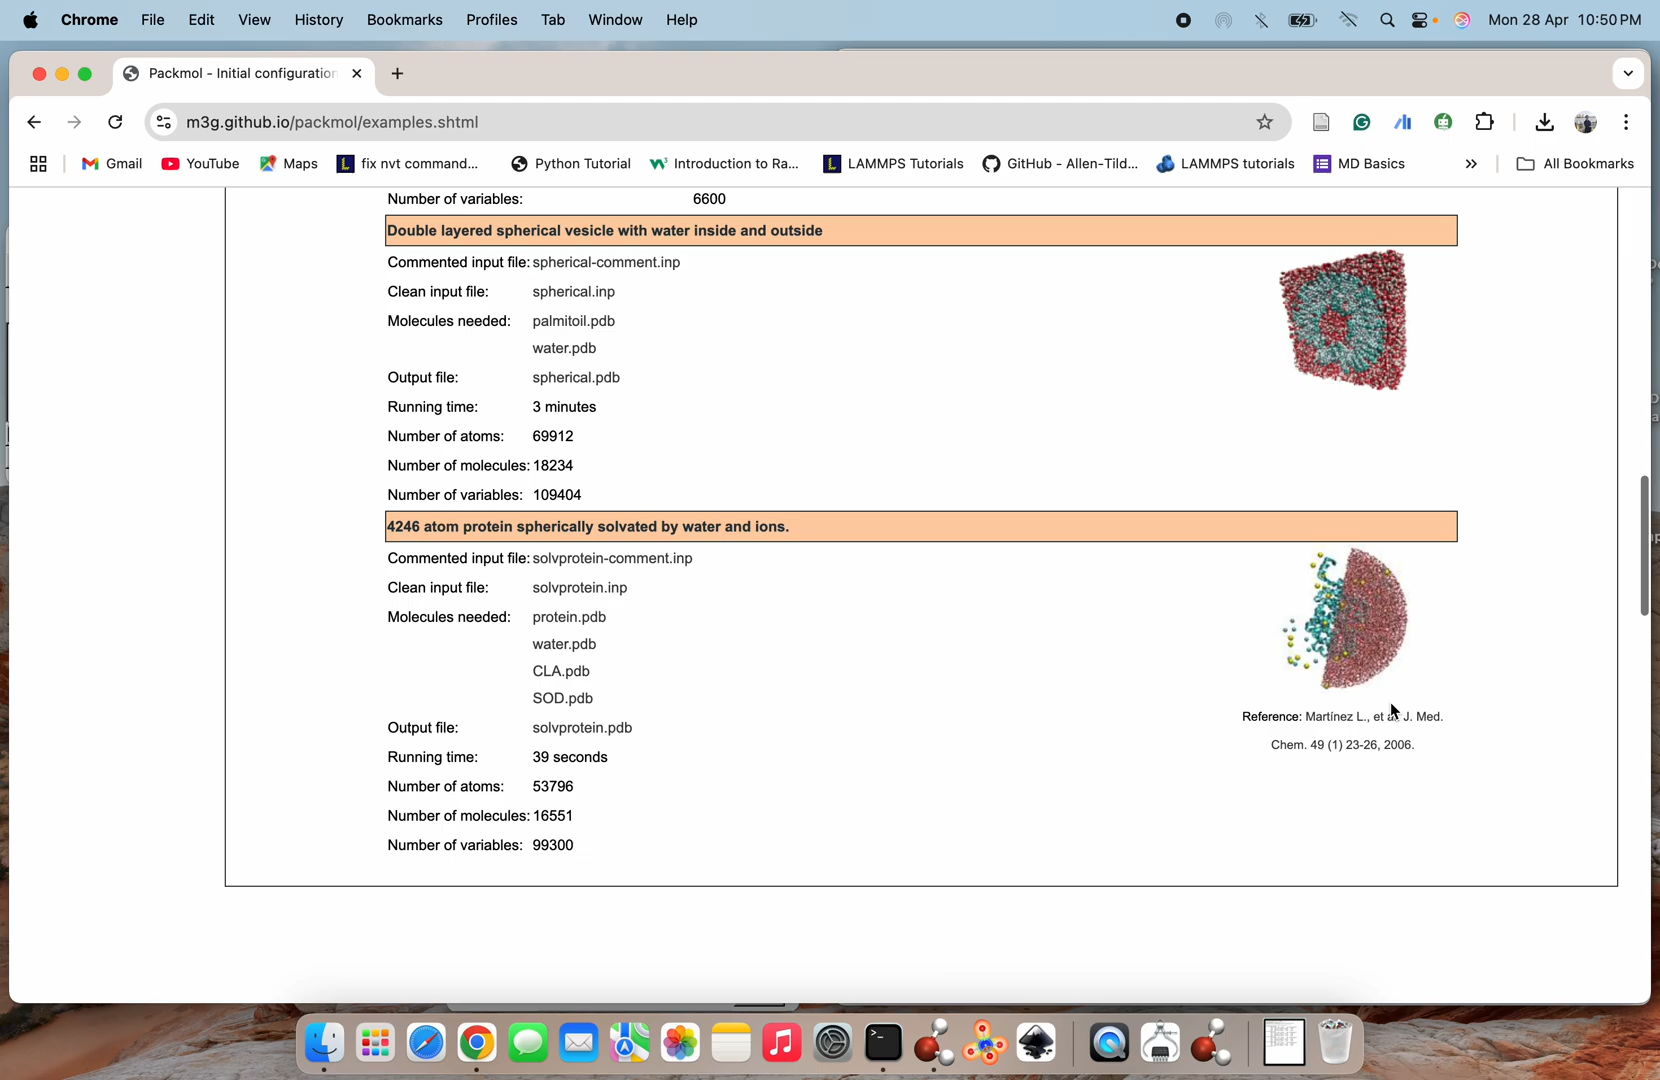 Chrome File Edit View History Bookmarks Profiles Tab Window Help Mon 28 Apr 10:50 PM
Packmol - Initial configuration
m3g.github.io/packmol/examples.shtml
Gmail YouTube Maps fix nvt command... Python Tutorial Introduction to Ra... LAMMPS Tutorials GitHub - Allen-Tild... LAMMPS tutorials MD Basics » All Bookmarks
Number of variables: 6600
Double layered spherical vesicle with water inside and outside
Commented input file: spherical-comment.inp
Clean input file: spherical.inp
Molecules needed: palmitoil.pdb
water.pdb
Output file: spherical.pdb
Running time: 3 minutes
Number of atoms: 69912
Number of molecules: 18234
Number of variables: 109404
4246 atom protein spherically solvated by water and ions.
Commented input file: solvprotein-comment.inp
Clean input file: solvprotein.inp
Molecules needed: protein.pdb
water.pdb
CLA.pdb
SOD.pdb
Reference: Martínez L., et J. Med.
Chem. 49 (1) 23-26, 2006.
Output file: solvprotein.pdb
Running time: 39 seconds
Number of atoms: 53796
Number of molecules: 16551
Number of variables: 99300